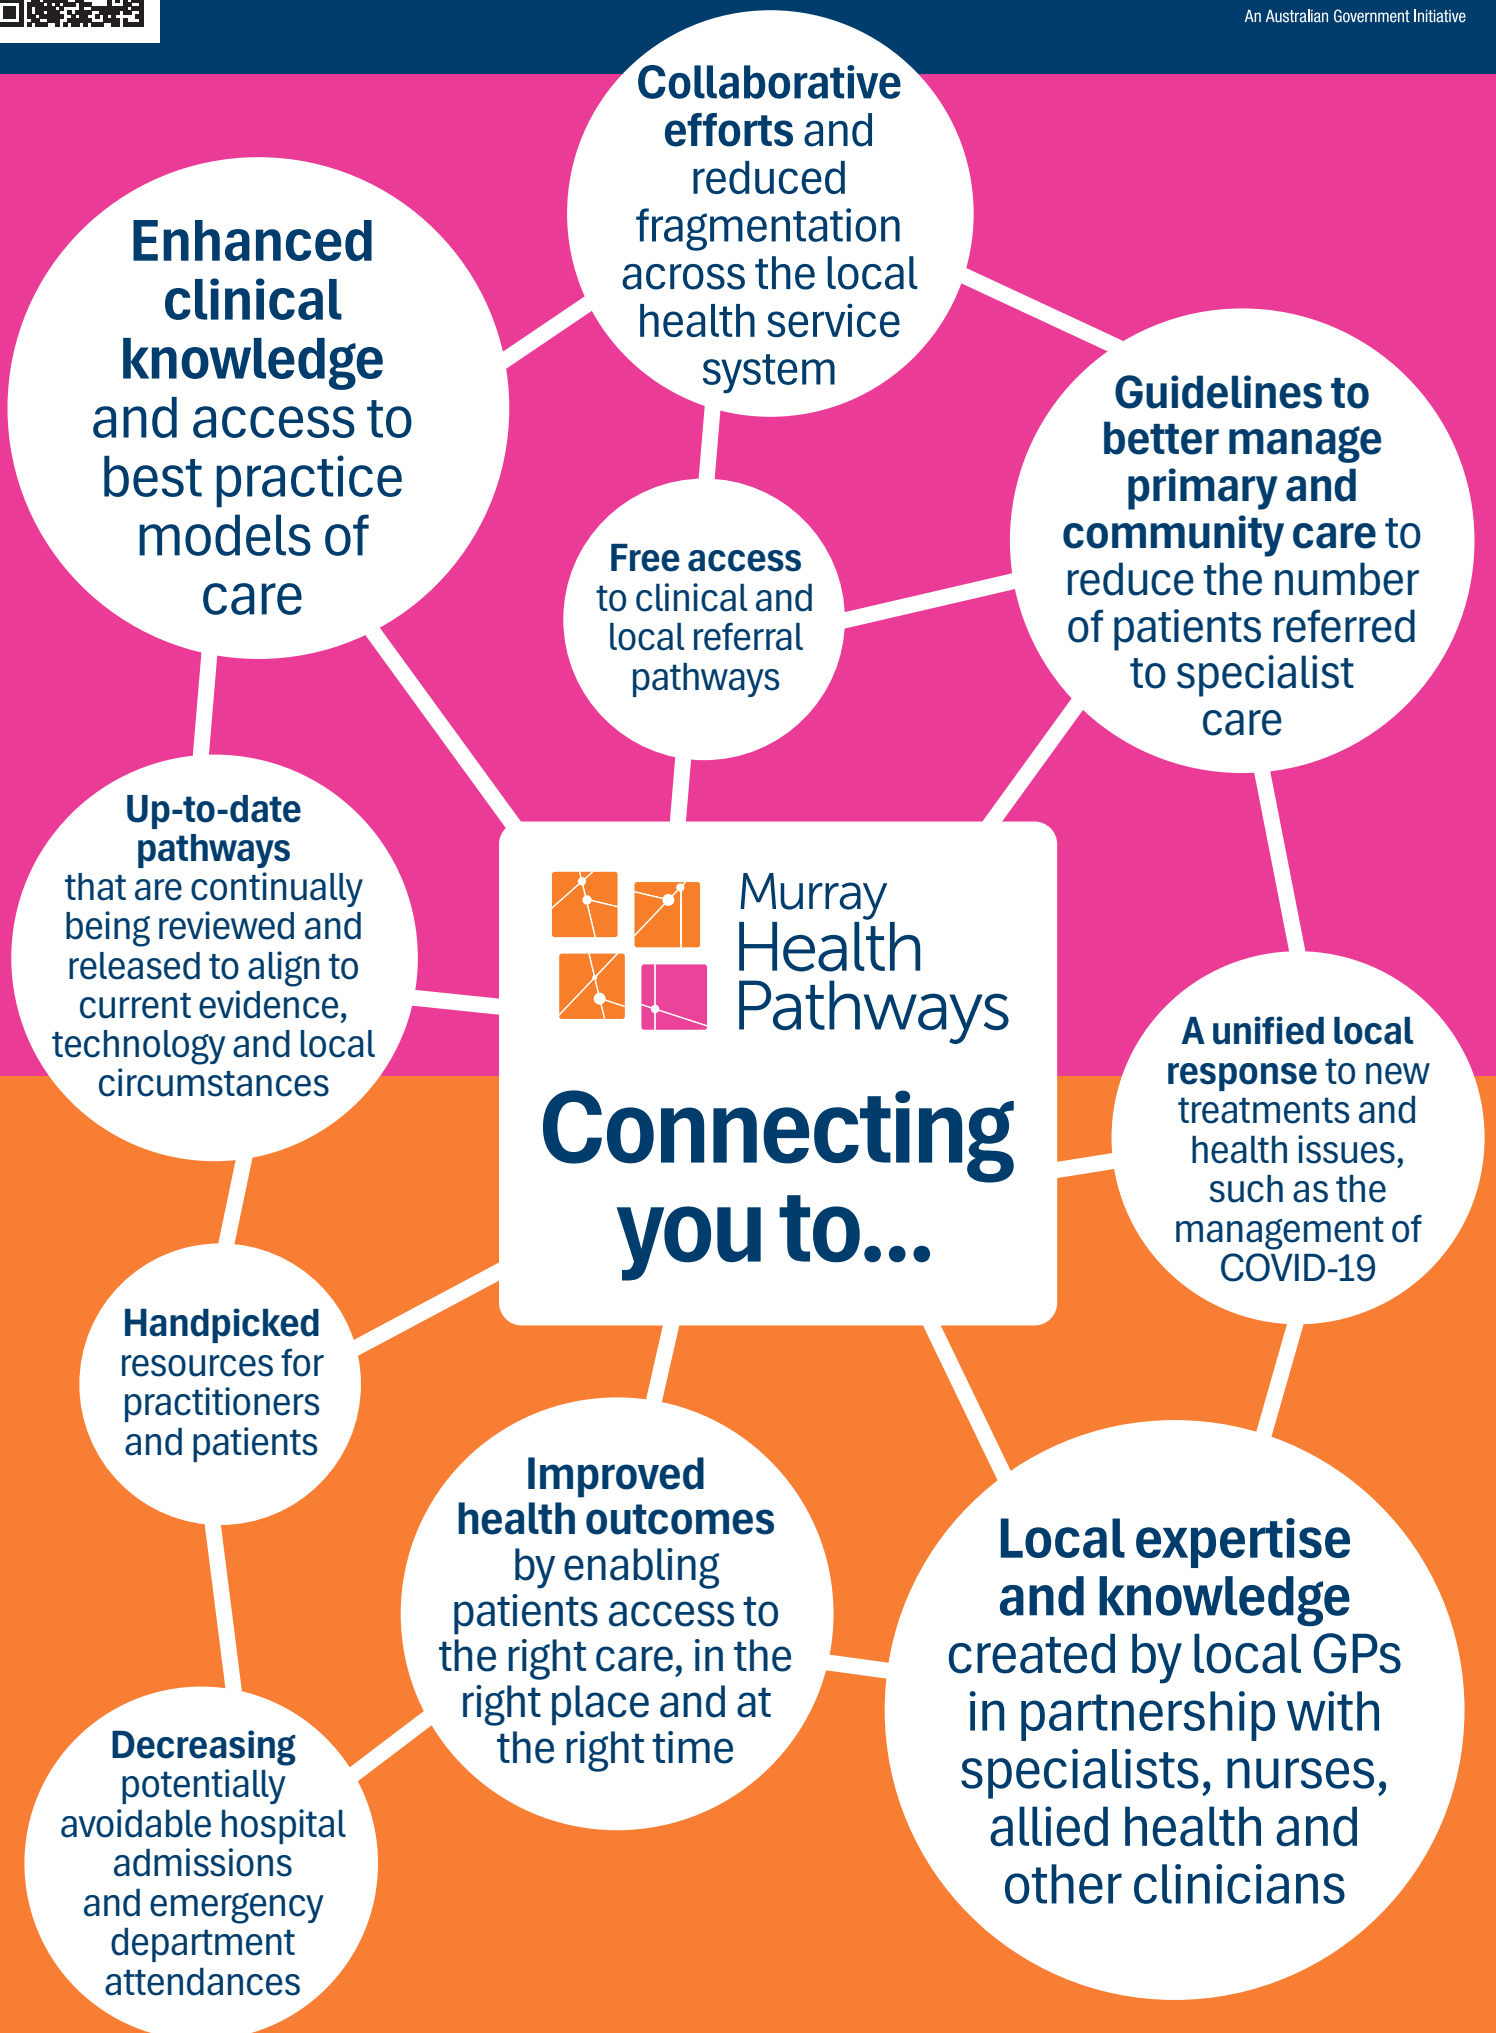 An Australian Government Initiative
Collaborative
efforts and
reduced
fragmentation
across the local
health service
system
Enhanced
clinical
knowledge
and access to
best practice
models of
care
Guidelines to
better manage
primary and
community care to
reduce the number
of patients referred
to specialist
care
Free access
to clinical and
local referral
pathways
Up-to-date
pathways
that are continually
being reviewed and
released to align to
current evidence,
technology and local
circumstances
Murray
Health
Pathways
Connecting
you to...
A unified local
response to new
treatments and
health issues,
such as the
management of
COVID-19
Handpicked
resources for
practitioners
and patients
Improved
health outcomes
by enabling
patients access to
the right care, in the
right place and at
the right time
Local expertise
and knowledge
created by local GPs
in partnership with
specialists, nurses,
allied health and
other clinicians
Decreasing
potentially
avoidable hospital
admissions
and emergency
department
attendances